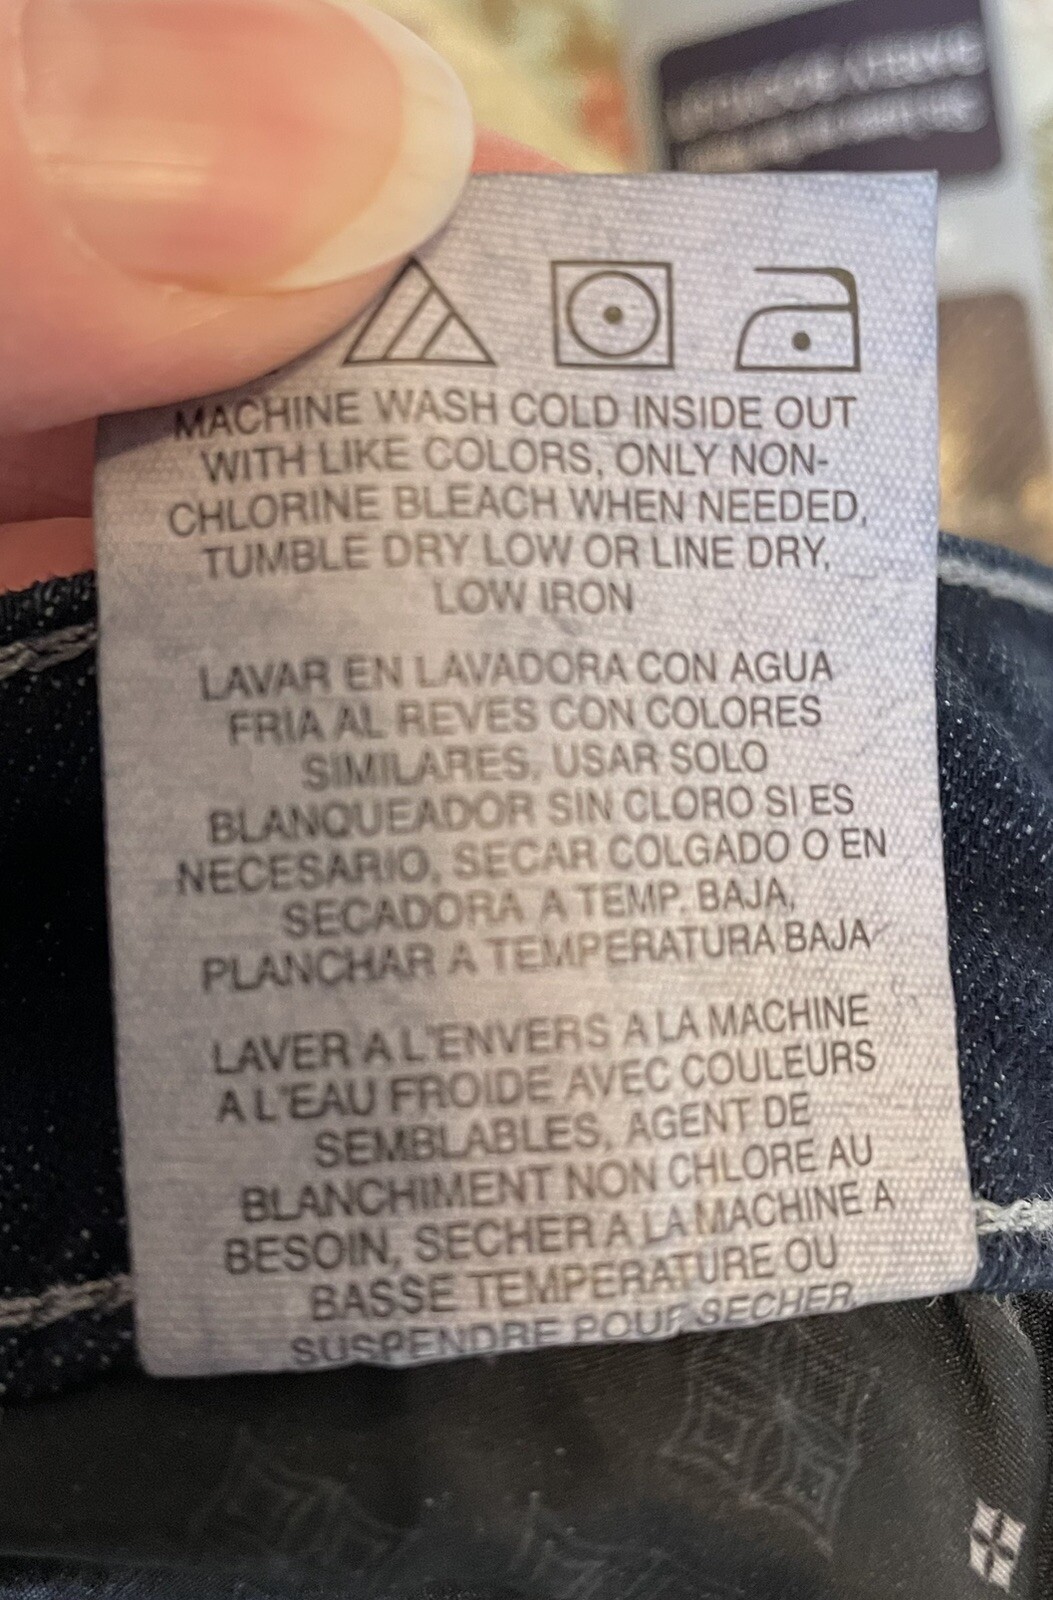 MACHINE WASH COLD INSIDE OUT
WITH LIKE COLORS, ONLY NON-
CHLORINE BLEACH WHEN NEEDED,
TUMBLE DRY LOW OR LINE DRY,
LOW IRON
LAVAR EN LAVADORA CON AGUA
FRIA AL REVES CON COLORES
SIMILARES, USAR SOLO
BLANQUEADOR SIN CLORO SI ES
NECESARIO, SECAR COLGADO O EN
SECADORA A TEMP. BAJA,
PLANCHAR A TEMPERATURA BAJA
LAVER A L'ENVERS A LA MACHINE
A L'EAU FROIDE AVEC COULEURS
SEMBLABLES, AGENT DE
BLANCHIMENT NON CHLORE AU
BESOIN, SECHER A LA MACHINE A
BASSE TEMPERATURE OU
SUSPENDRE POUR SECHER,